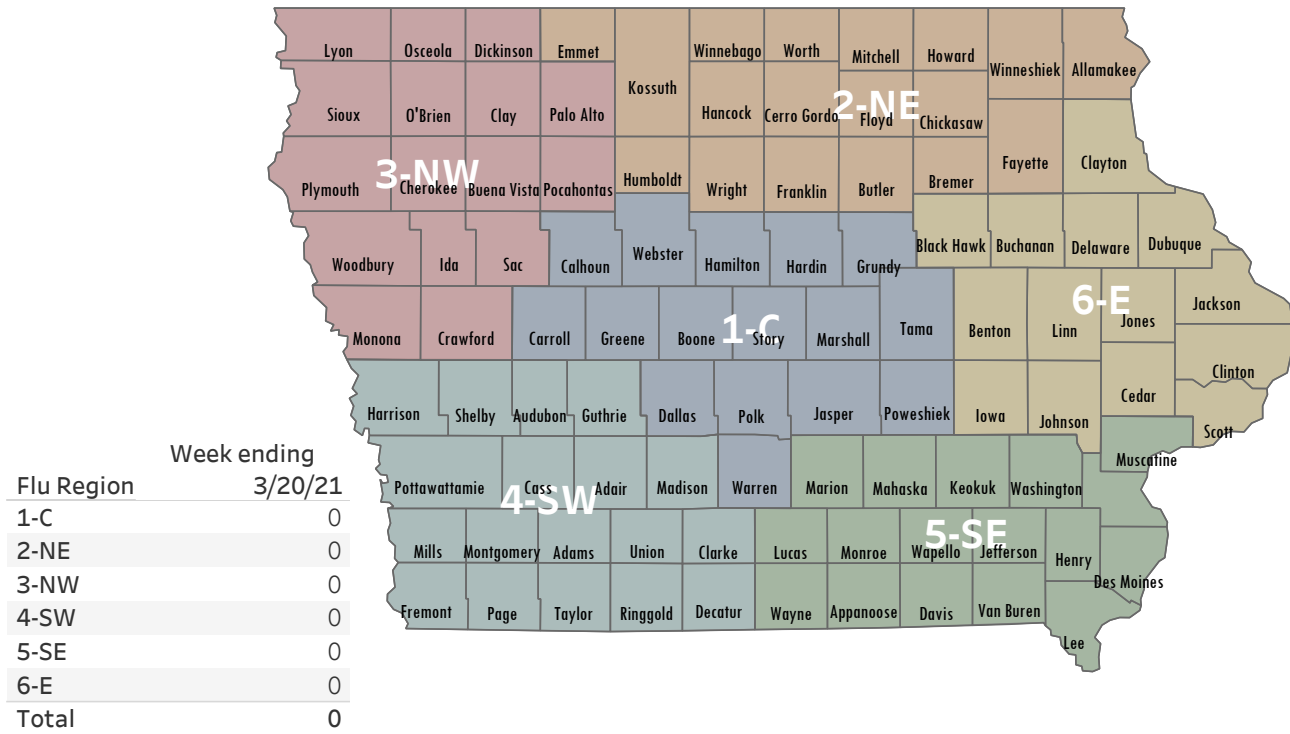 Lyon Osceola Dickinson Emmet Winnebago Worth Mitchell Howard
Winneshiek Allamakee
Kossuth
Sioux O'Brien Clay Palo Alto Hancock Cerro Gordo 2-NE Floyd Chickasaw
Fayette Clayton
3-NW
Plymouth Cherokee Buena Vista Pocahontas Humboldt Wright Franklin Butler Bremer
Black Hawk Buchanan Delaware Dubuque
Woodbury Ida Sac Calhoun Webster Hamilton Hardin Grundy
6-E
Jackson
Monona Crawford Carroll Greene Boone 1-C Story Marshall Tama Benton Linn Jones
Clinton
Harrison Shelby Audubon Guthrie Dallas Polk Jasper Poweshiek Iowa Johnson Cedar
Scott
Muscatine
Pottawattamie Cass Adair Madison Warren Marion Mahaska Keokuk Washington
4-SW
5-SE
Mills Montgomery Adams Union Clarke Lucas Monroe Wapello Jefferson Henry
Des Moines
Fremont Page Taylor Ringgold Decatur Wayne Appanoose Davis Van Buren
Lee
Week ending
Flu Region 3/20/21
1-C 0
2-NE 0
3-NW 0
4-SW 0
5-SE 0
6-E 0
Total 0